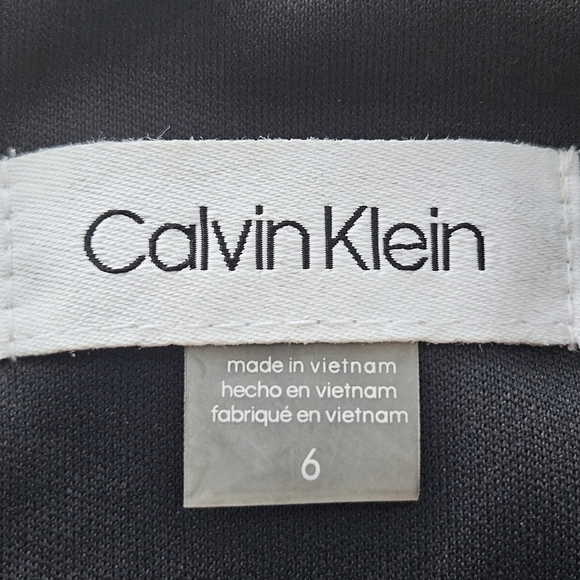 Calvin Klein
made in vietnam
hecho en vietnam
fabriqué en vietnam
6